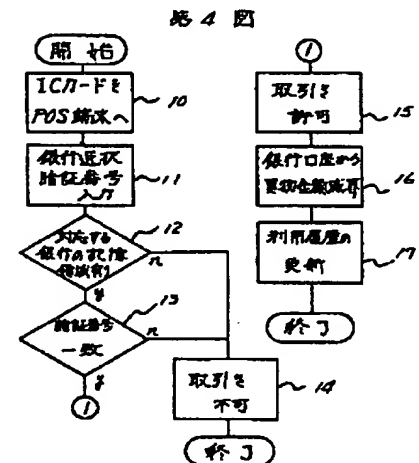 第4図
開始
ICカードを
POS端末へ
10
銀行選択
暗証番号
入力
11
対応する
銀行の記憶
領域有
12
n
y
暗証番号
一致
13
n
y
1
取引を
不可
14
終了
1
取引を
許可
15
銀行口座から
買物金額減算
16
利用履歴の
更新
17
終了